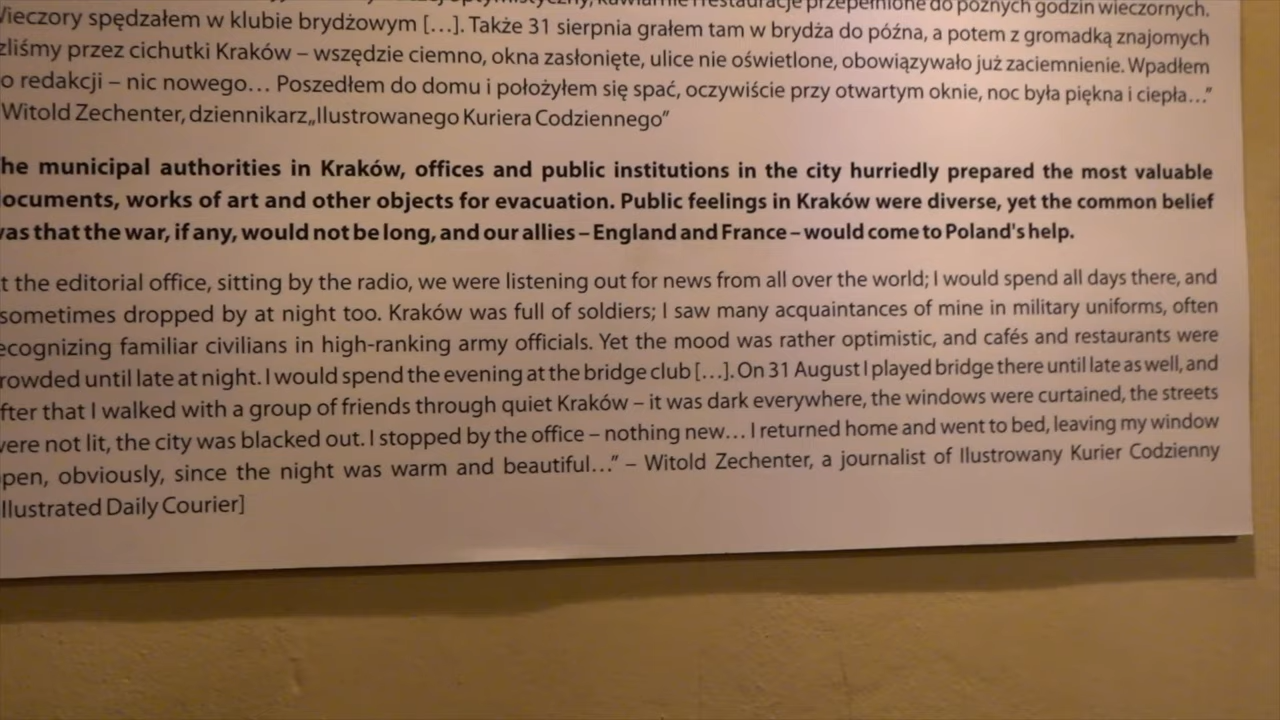 optymistyczny, kawiarnie i restauracje przepełnione do późnych godzin wieczornych.
Wieczory spędzałem w klubie brydżowym […]. Także 31 sierpnia grałem tam w brydża do późna, a potem z gromadką znajomych
zliśmy przez cichutki Kraków – wszędzie ciemno, okna zasłonięte, ulice nie oświetlone, obowiązywało już zaciemnienie. Wpadłem
o redakcji – nic nowego… Poszedłem do domu i położyłem się spać, oczywiście przy otwartym oknie, noc była piękna i ciepła…”
Witold Zechenter, dziennikarz „Ilustrowanego Kuriera Codziennego”
he municipal authorities in Kraków, offices and public institutions in the city hurriedly prepared the most valuable
ocuments, works of art and other objects for evacuation. Public feelings in Kraków were diverse, yet the common belief
was that the war, if any, would not be long, and our allies – England and France – would come to Poland's help.
t the editorial office, sitting by the radio, we were listening out for news from all over the world; I would spend all days there, and
sometimes dropped by at night too. Kraków was full of soldiers; I saw many acquaintances of mine in military uniforms, often
ecognizing familiar civilians in high-ranking army officials. Yet the mood was rather optimistic, and cafés and restaurants were
rowded until late at night. I would spend the evening at the bridge club […]. On 31 August I played bridge there until late as well, and
fter that I walked with a group of friends through quiet Kraków – it was dark everywhere, the windows were curtained, the streets
were not lit, the city was blacked out. I stopped by the office – nothing new… I returned home and went to bed, leaving my window
pen, obviously, since the night was warm and beautiful…” – Witold Zechenter, a journalist of Ilustrowany Kurier Codzienny
Illustrated Daily Courier]